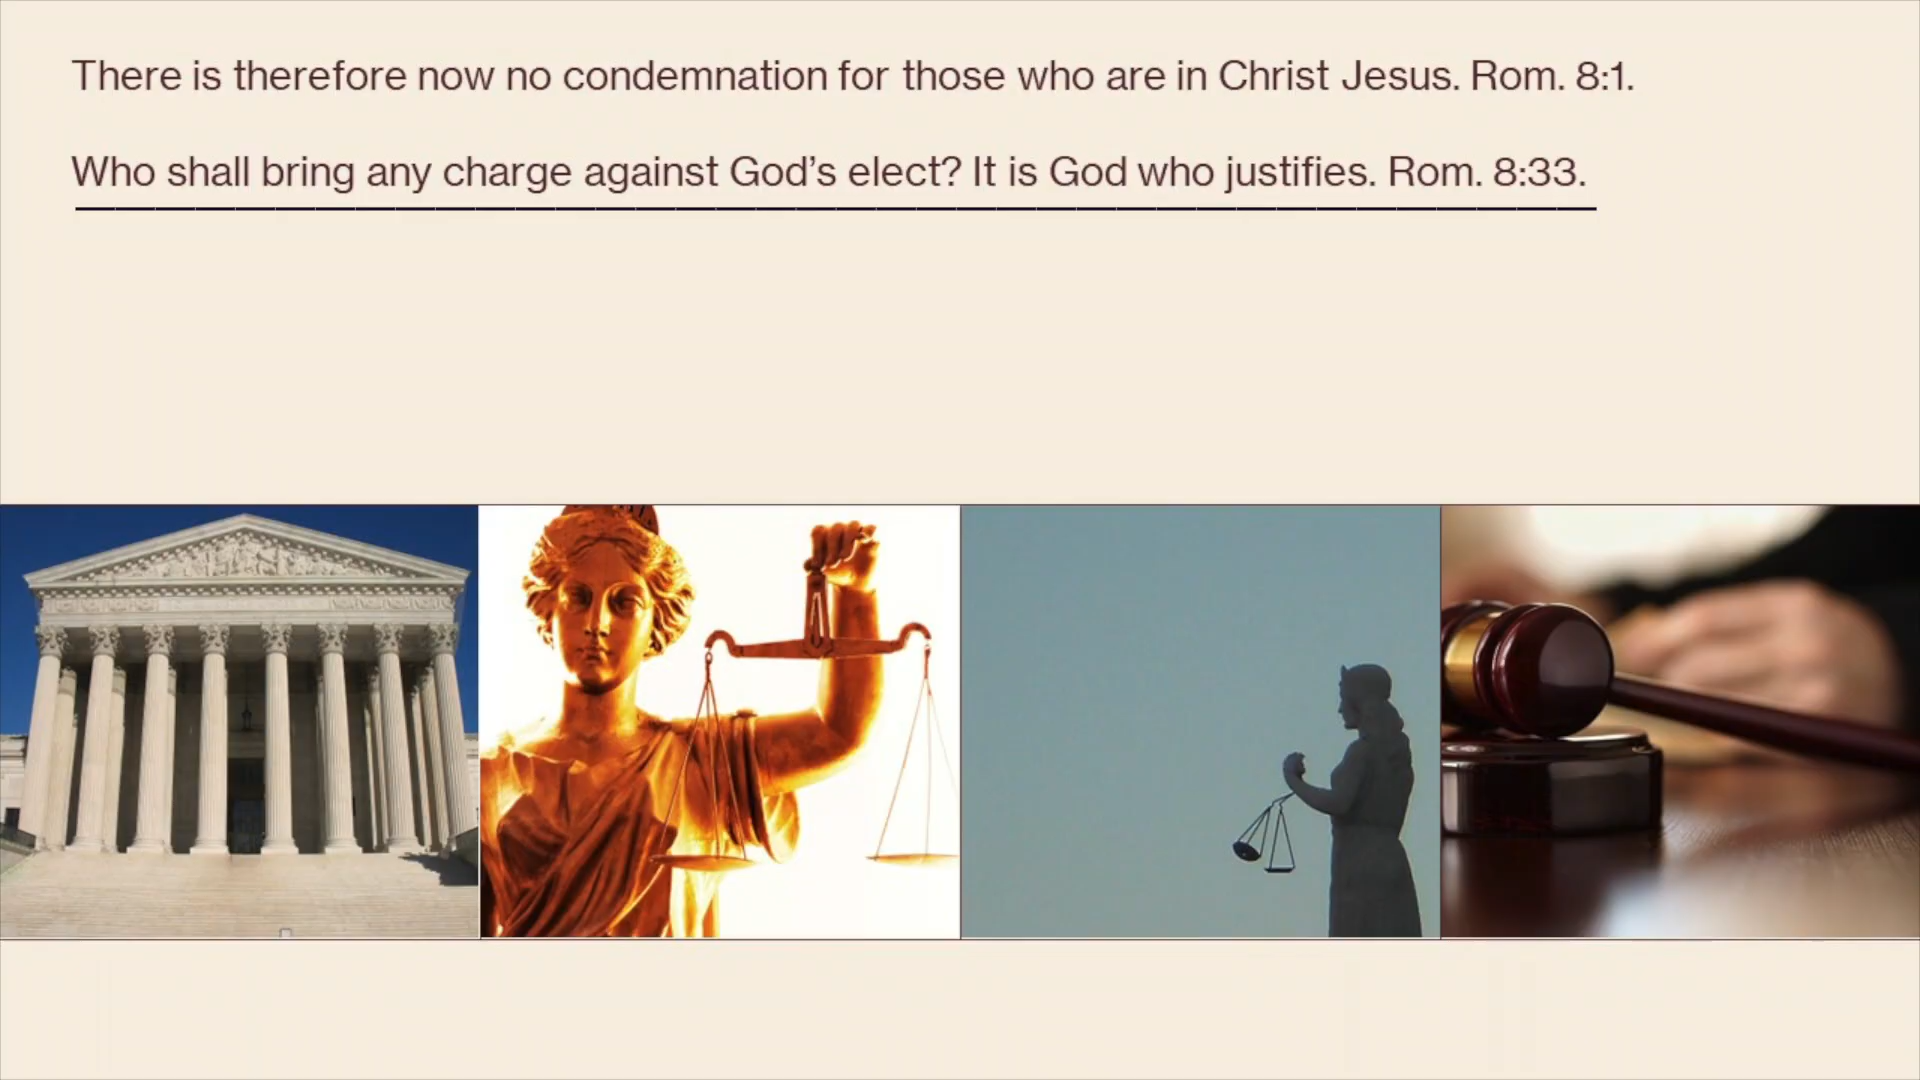 There is therefore now no condemnation for those who are in Christ Jesus. Rom. 8:1.
Who shall bring any charge against God’s elect? It is God who justifies. Rom. 8:33.